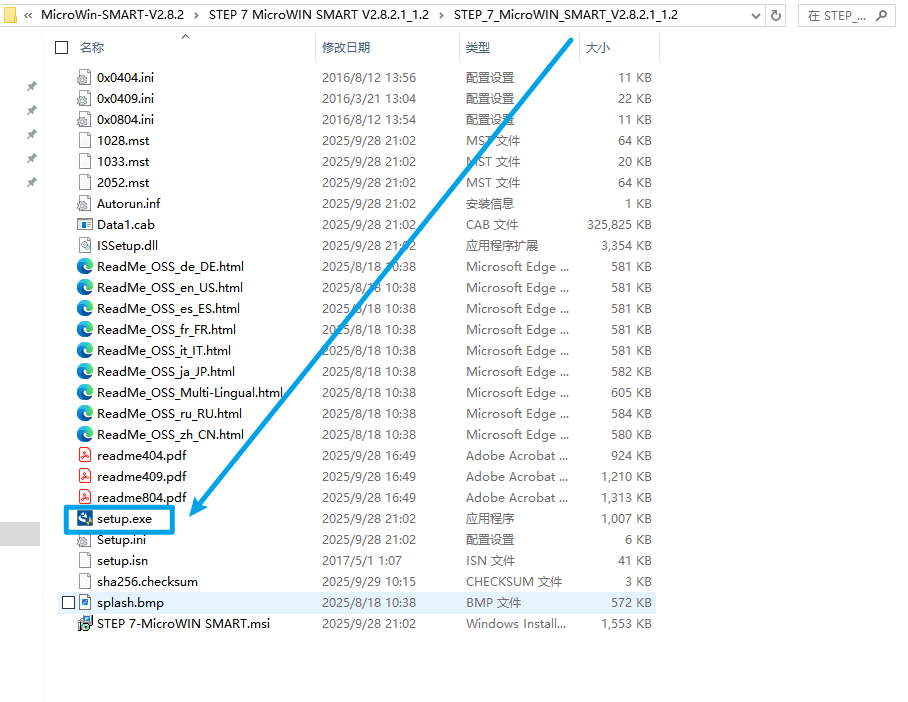 « MicroWin-SMART-V2.8.2 › STEP 7 MicroWIN SMART V2.8.2.1_1.2 › STEP_7_MicroWIN_SMART_V2.8.2.1_1.2 在 STEP_...
名称 修改日期 类型 大小
0x0404.ini 2016/8/12 13:56 配置设置 11 KB
0x0409.ini 2016/3/21 13:04 配置设置 22 KB
0x0804.ini 2016/8/12 13:54 配置设置 11 KB
1028.mst 2025/9/28 21:02 MST 文件 64 KB
1033.mst 2025/9/28 21:02 MST 文件 20 KB
2052.mst 2025/9/28 21:02 MST 文件 64 KB
Autorun.inf 2025/9/28 21:02 安装信息 1 KB
Data1.cab 2025/9/28 21:02 CAB 文件 325,825 KB
ISSetup.dll 2025/9/28 21:02 应用程序扩展 3,354 KB
ReadMe_OSS_de_DE.html 2025/8/18 10:38 Microsoft Edge ... 581 KB
ReadMe_OSS_en_US.html 2025/8/18 10:38 Microsoft Edge ... 581 KB
ReadMe_OSS_es_ES.html 2025/8/18 10:38 Microsoft Edge ... 581 KB
ReadMe_OSS_fr_FR.html 2025/8/18 10:38 Microsoft Edge ... 581 KB
ReadMe_OSS_it_IT.html 2025/8/18 10:38 Microsoft Edge ... 581 KB
ReadMe_OSS_ja_JP.html 2025/8/18 10:38 Microsoft Edge ... 582 KB
ReadMe_OSS_Multi-Lingual.html 2025/8/18 10:38 Microsoft Edge ... 605 KB
ReadMe_OSS_ru_RU.html 2025/8/18 10:38 Microsoft Edge ... 584 KB
ReadMe_OSS_zh_CN.html 2025/8/18 10:38 Microsoft Edge ... 580 KB
readme404.pdf 2025/9/28 16:49 Adobe Acrobat ... 924 KB
readme409.pdf 2025/9/28 16:49 Adobe Acrobat ... 1,210 KB
readme804.pdf 2025/9/28 16:49 Adobe Acrobat ... 1,313 KB
setup.exe 2025/9/28 21:02 应用程序 1,007 KB
Setup.ini 2025/9/28 21:02 配置设置 6 KB
setup.isn 2017/5/1 1:07 ISN 文件 41 KB
sha256.checksum 2025/9/29 10:15 CHECKSUM 文件 3 KB
splash.bmp 2025/8/18 10:38 BMP 文件 572 KB
STEP 7-MicroWIN SMART.msi 2025/9/28 21:02 Windows Install... 1,553 KB